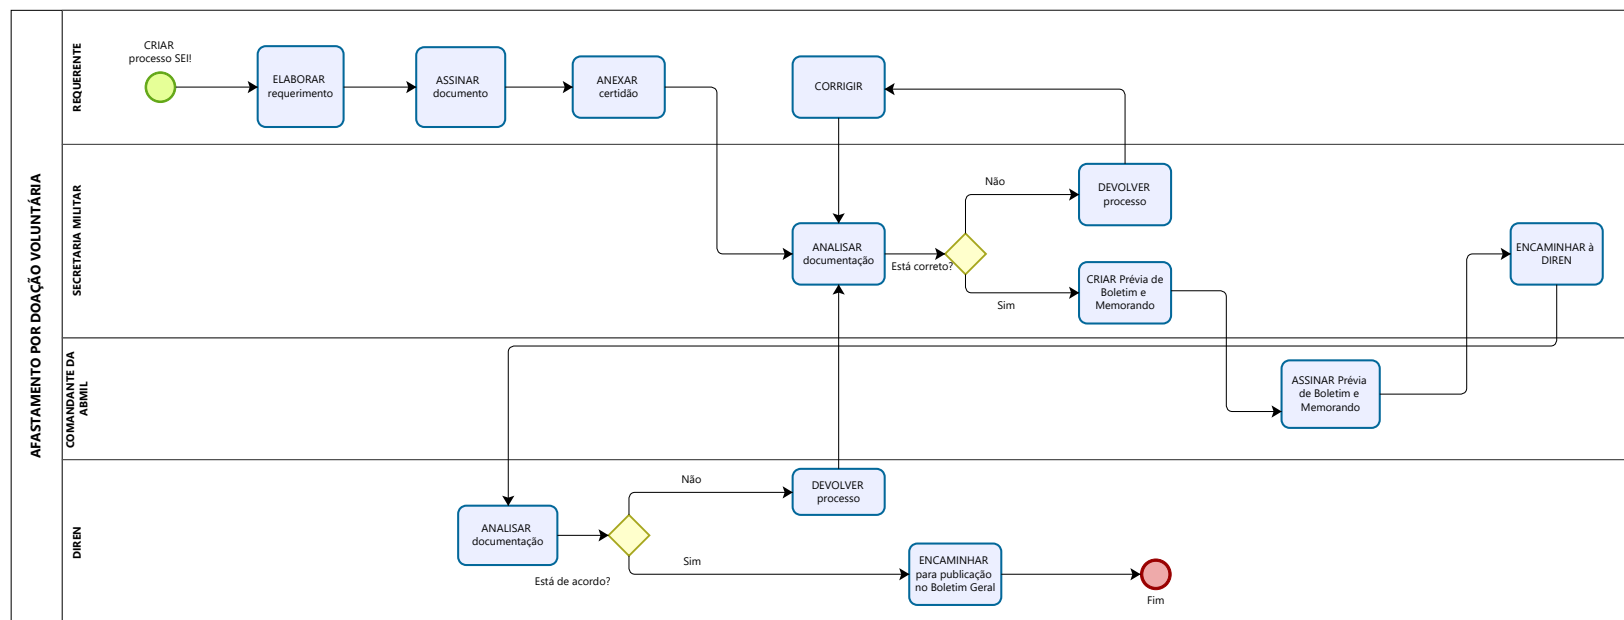 AFASTAMENTO POR DOAÇÃO VOLUNTÁRIA
REQUERENTE
CRIAR
processo SEI!
ELABORAR
requerimento
ASSINAR
documento
ANEXAR
certidão
CORRIGIR
SECRETARIA MILITAR
ANALISAR
documentação
Está correto?
Não
DEVOLVER
processo
Sim
CRIAR Prévia de
Boletim e
Memorando
ENCAMINHAR à
DIREN
COMANDANTE DA
ABMIL
ASSINAR Prévia
de Boletim e
Memorando
DIREN
ANALISAR
documentação
Está de acordo?
Não
DEVOLVER
processo
Sim
ENCAMINHAR
para publicação
no Boletim Geral
Fim